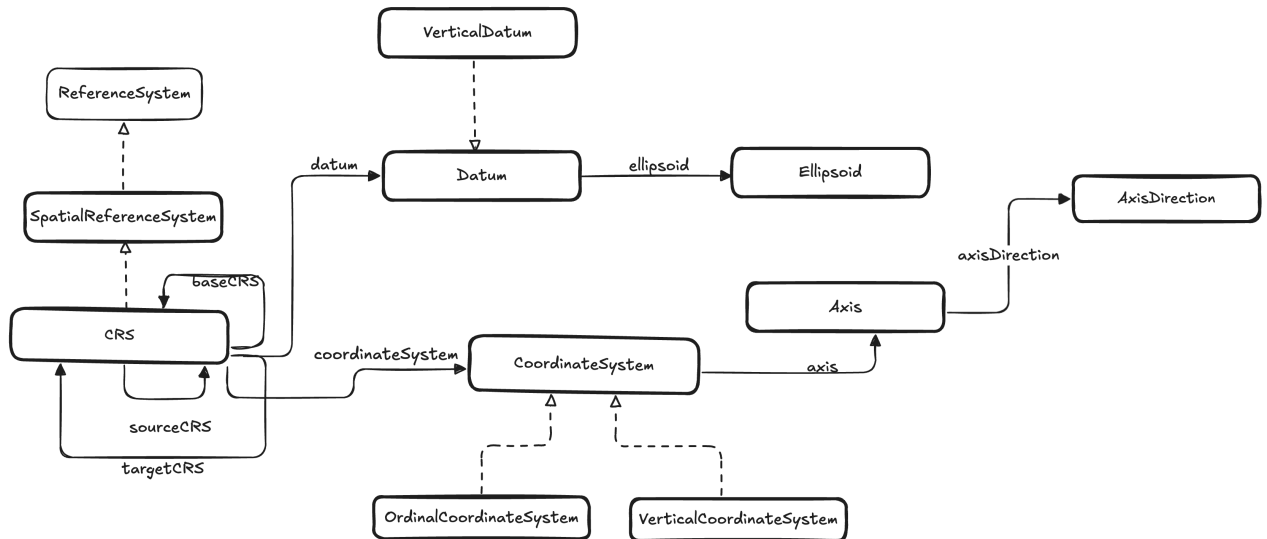 VerticalDatum
ReferenceSystem
datum
Datum
ellipsoid
Ellipsoid
AxisDirection
SpatialReferenceSystem
axisDirection
baseCRS
Axis
CRS
coordinateSystem
CoordinateSystem
axis
sourceCRS
targetCRS
OrdinalCoordinateSystem
VerticalCoordinateSystem